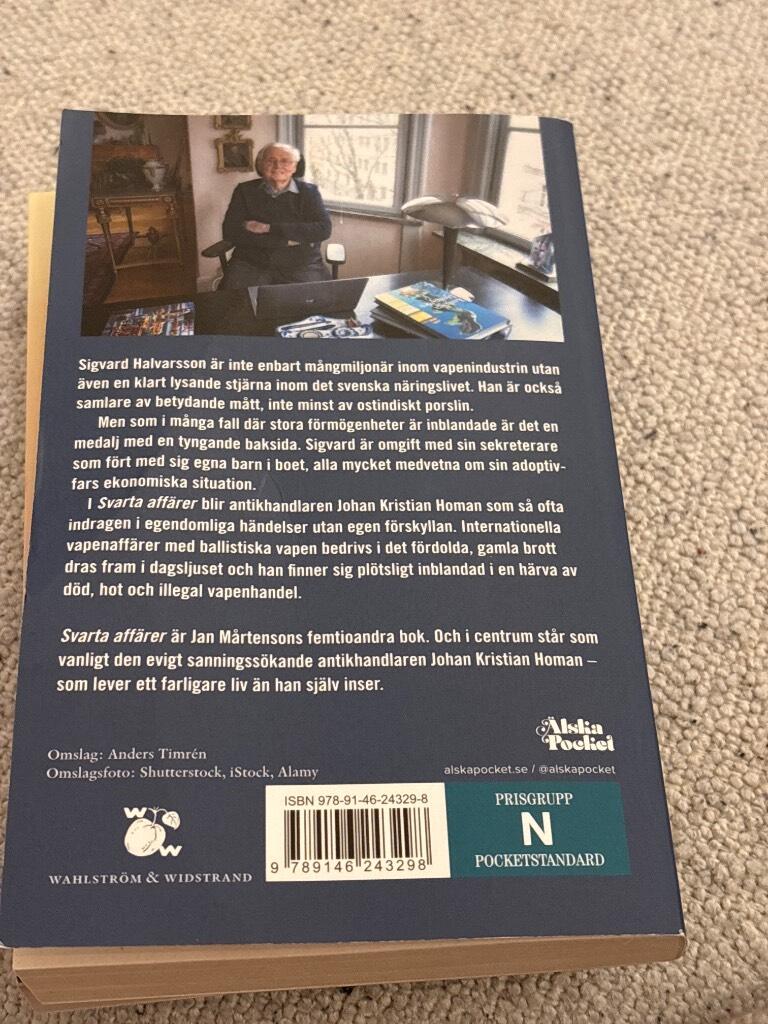 Sigvard Halvarsson är inte enbart mångmiljonär inom vapenindustrin utan
även en klart lysande stjärna inom det svenska näringslivet. Han är också
samlare av betydande mått, inte minst av ostindiskt porslin.
Men som i många fall där stora förmögenheter är inblandade är det en
medalj med en tyngande baksida. Sigvard är omgift med sin sekreterare
som fört med sig egna barn i boet, alla mycket medvetna om sin adoptiv-
fars ekonomiska situation.
I Svarta affärer blir antikhandlaren Johan Kristian Homan som så ofta
indragen i egendomliga händelser utan egen förskyllan. Internationella
vapenaffärer med ballistiska vapen bedrivs i det fördolda, gamla brott
dras fram i dagsljuset och han finner sig plötsligt inblandad i en härva av
död, hot och illegal vapenhandel.
Svarta affärer är Jan Mårtensons femtioandra bok. Och i centrum står som
vanligt den evigt sanningssökande antikhandlaren Johan Kristian Homan –
som lever ett farligare liv än han själv inser.
Älska
Pocket
Omslag: Anders Timrén
Omslagsfoto: Shutterstock, iStock, Alamy
alskapocket.se / @alskapocket
W
W
WAHLSTRÖM & WIDSTRAND
ISBN 978-91-46-24329-8
9 789146 243298
PRISGRUPP
N
POCKETSTANDARD